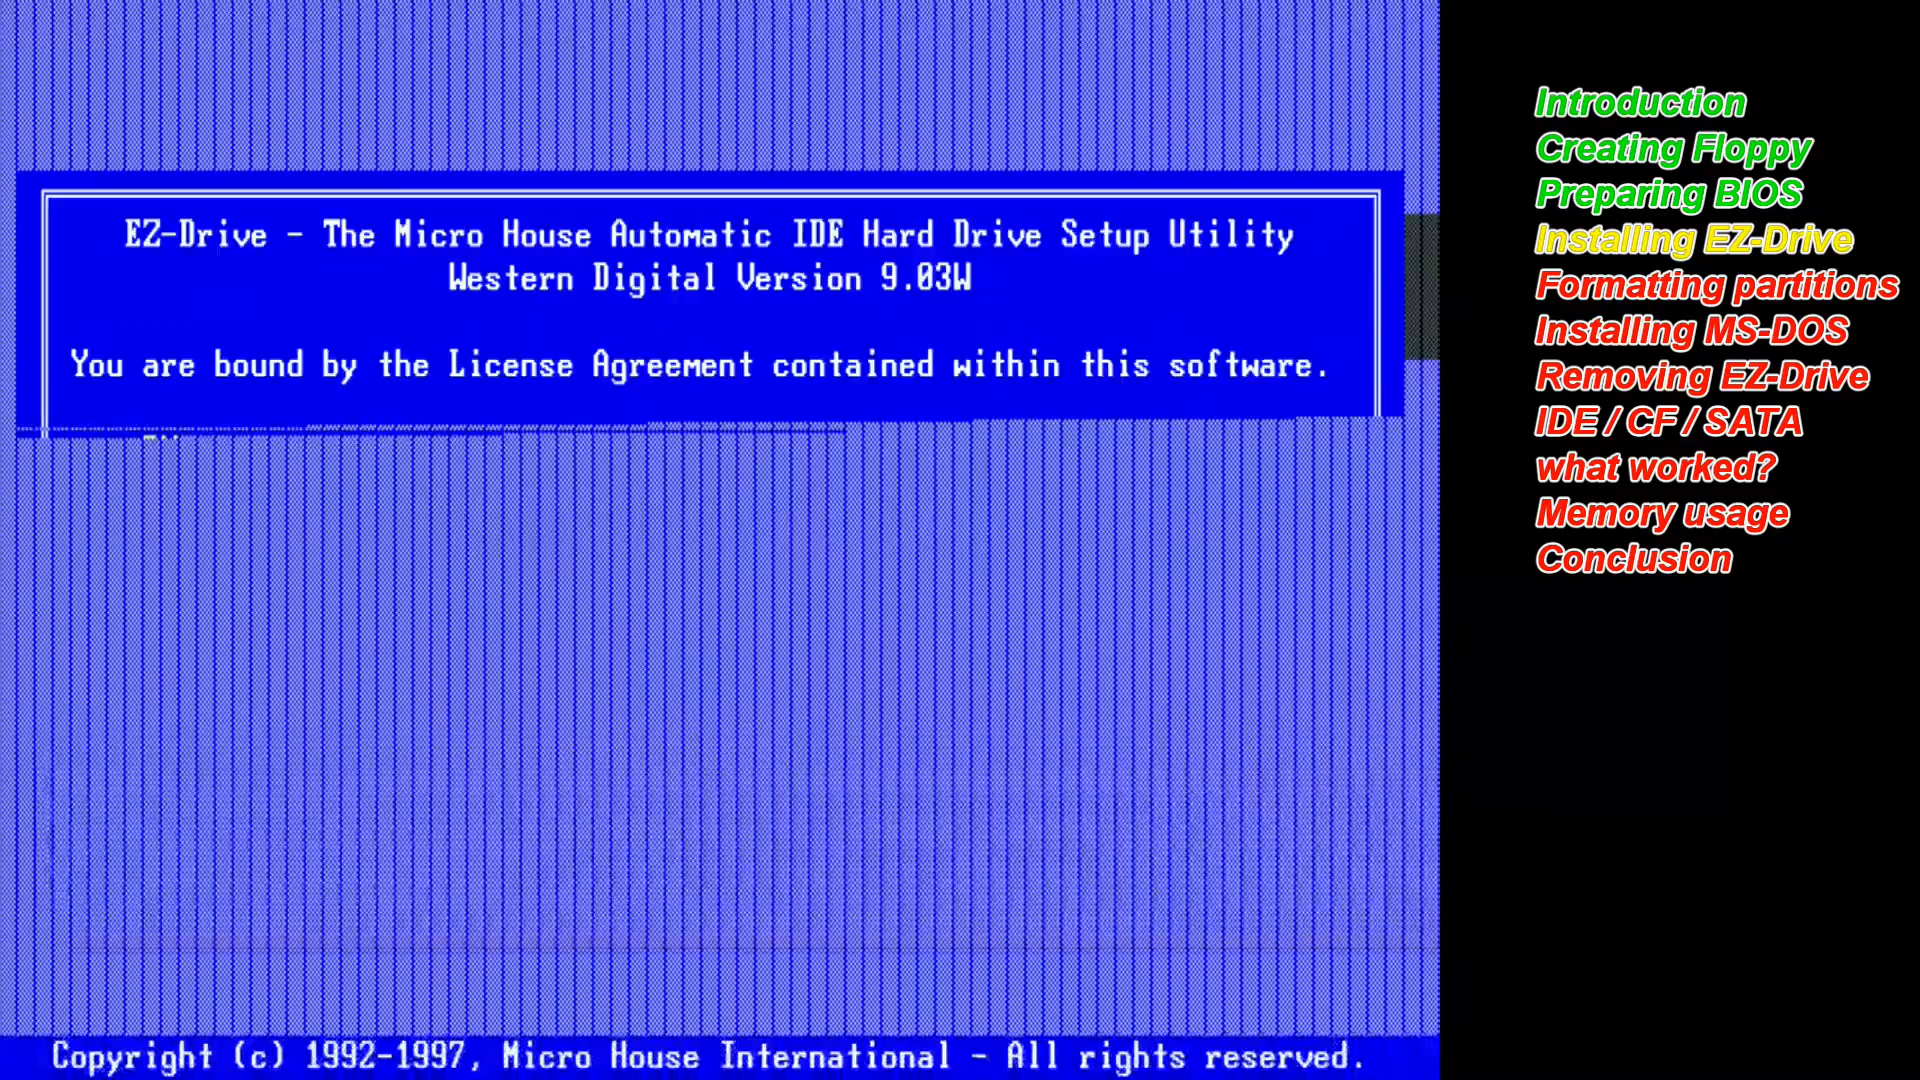 EZ-Drive - The Micro House Automatic IDE Hard Drive Setup Utility
Western Digital Version 9.03W
You are bound by the License Agreement contained within this software.
Copyright (c) 1992-1997, Micro House International - All rights reserved.
Introduction
Creating Floppy
Preparing BIOS
Installing EZ-Drive
Formatting partitions
Installing MS-DOS
Removing EZ-Drive
IDE / CF / SATA
what worked?
Memory usage
Conclusion